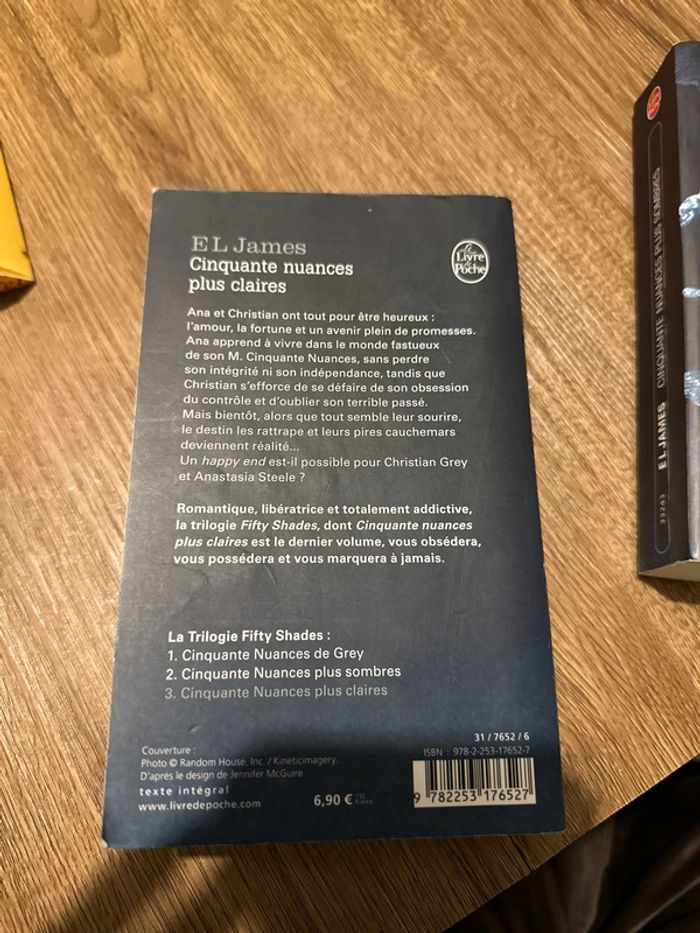 E L James
Cinquante nuances
plus claires
Le
Livre
de
Poche
Ana et Christian ont tout pour être heureux :
l'amour, la fortune et un avenir plein de promesses.
Ana apprend à vivre dans le monde fastueux
de son M. Cinquante Nuances, sans perdre
son intégrité ni son indépendance, tandis que
Christian s'efforce de se défaire de son obsession
du contrôle et d'oublier son terrible passé.
Mais bientôt, alors que tout semble leur sourire,
le destin les rattrape et leurs pires cauchemars
deviennent réalité...
Un happy end est-il possible pour Christian Grey
et Anastasia Steele ?
Romantique, libératrice et totalement addictive,
la trilogie Fifty Shades, dont Cinquante nuances
plus claires est le dernier volume, vous obsédera,
vous possédera et vous marquera à jamais.
La Trilogie Fifty Shades :
1. Cinquante Nuances de Grey
2. Cinquante Nuances plus sombres
3. Cinquante Nuances plus claires
Couverture :
Photo © Random House, Inc. / Kineticimagery.
D'après le design de Jennifer McGuire.
texte intégral
www.livredepoche.com
6,90 € TTC
France
31 / 7652 / 6
ISBN : 978-2-253-17652-7
9 782253 176527
33243 E L JAMES CINQUANTE NUANCES PLUS SOMBRES